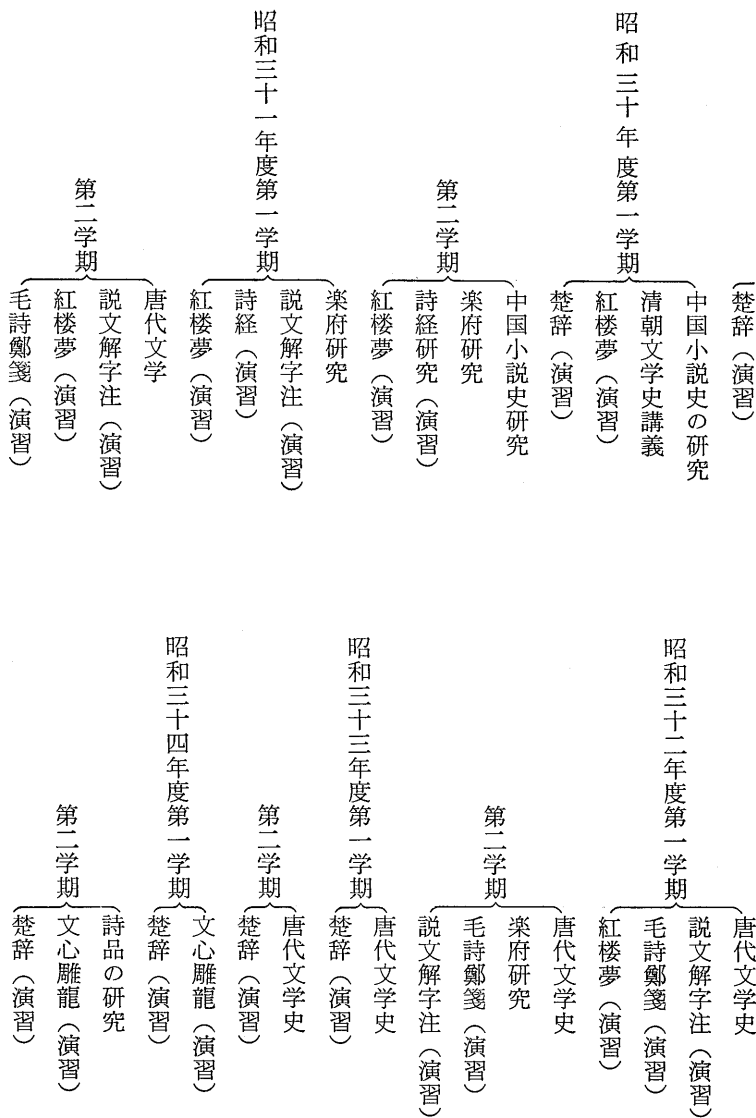 楚辞（演習）
昭和三十年度第一学期
中国小説史の研究
清朝文学史講義
紅楼夢（演習）
楚辞（演習）
第二学期
中国小説史研究
楽府研究
詩経研究（演習）
紅楼夢（演習）
昭和三十一年度第一学期
楽府研究
説文解字注（演習）
詩経（演習）
紅楼夢（演習）
第二学期
唐代文学
説文解字注（演習）
紅楼夢（演習）
毛詩鄭箋（演習）
昭和三十二年度第一学期
唐代文学史
説文解字注（演習）
毛詩鄭箋（演習）
紅楼夢（演習）
第二学期
唐代文学史
楽府研究
毛詩鄭箋（演習）
説文解字注（演習）
昭和三十三年度第一学期
唐代文学史
楚辞（演習）
第二学期
唐代文学史
楚辞（演習）
昭和三十四年度第一学期
文心雕龍（演習）
楚辞（演習）
第二学期
詩品の研究
文心雕龍（演習）
楚辞（演習）